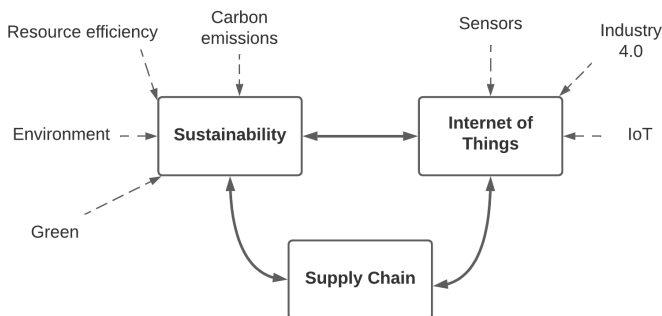 Resource efficiency
Carbon
emissions
Sensors
Industry
4.0
Environment
Sustainability
Internet of
Things
IoT
Green
Supply Chain